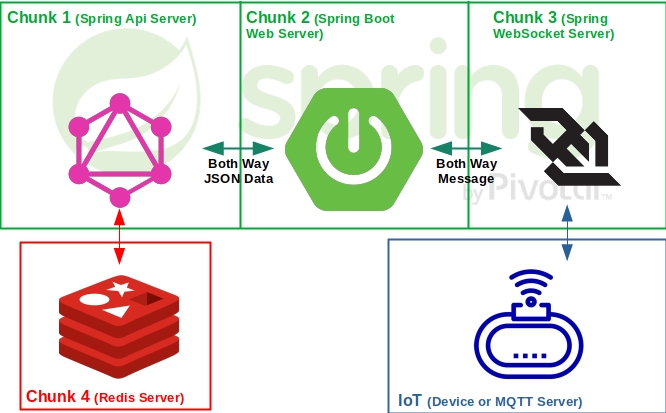 Chunk 1 (Spring Api Server)
Chunk 2 (Spring Boot
Web Server)
Chunk 3 (Spring
WebSocket Server)
spring
Both Way
JSON Data
Both Way
Message
by Pivotal™
Chunk 4 (Redis Server)
IoT (Device or MQTT Server)